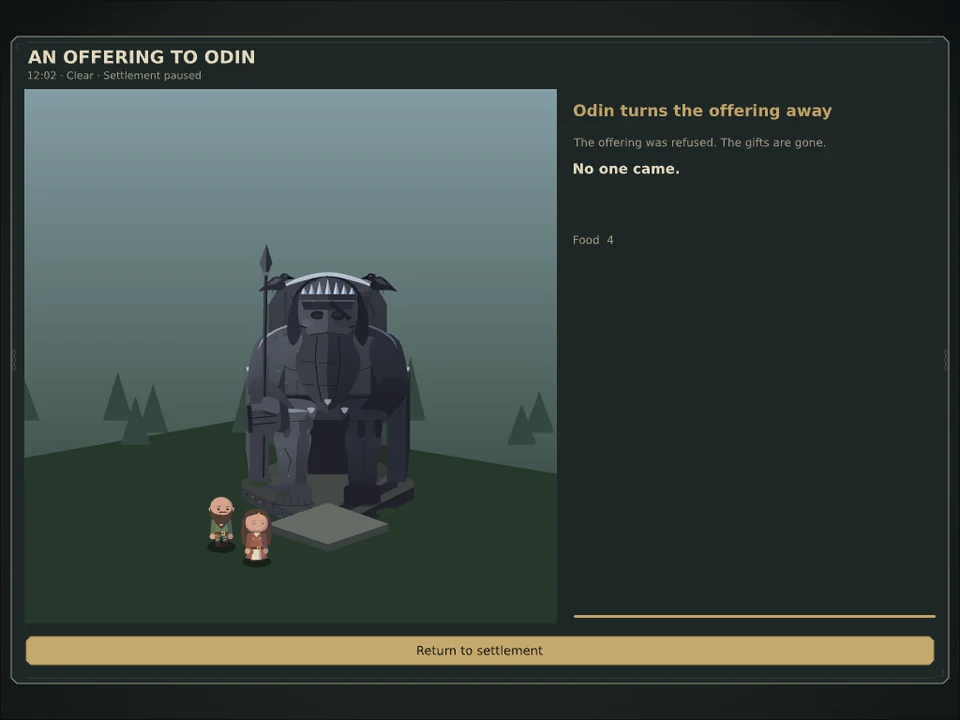 AN OFFERING TO ODIN
12:02 · Clear · Settlement paused
Odin turns the offering away
The offering was refused. The gifts are gone.
No one came.
Food 4
Return to settlement